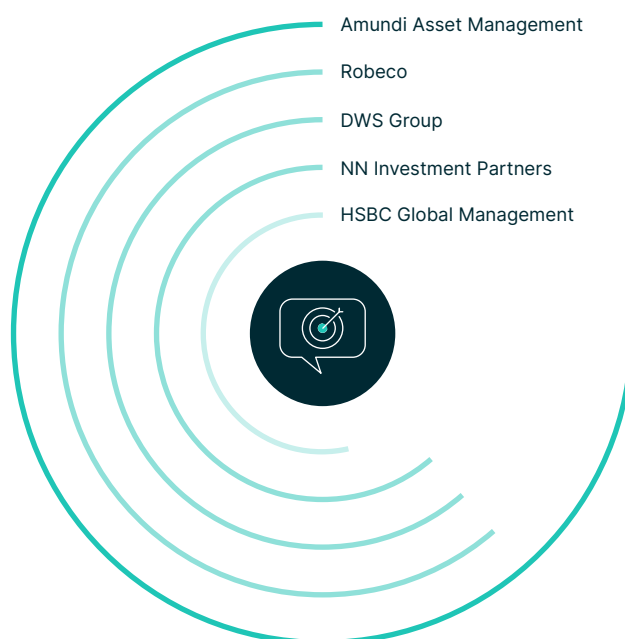 Amundi Asset Management
Robeco
DWS Group
NN Investment Partners
HSBC Global Management